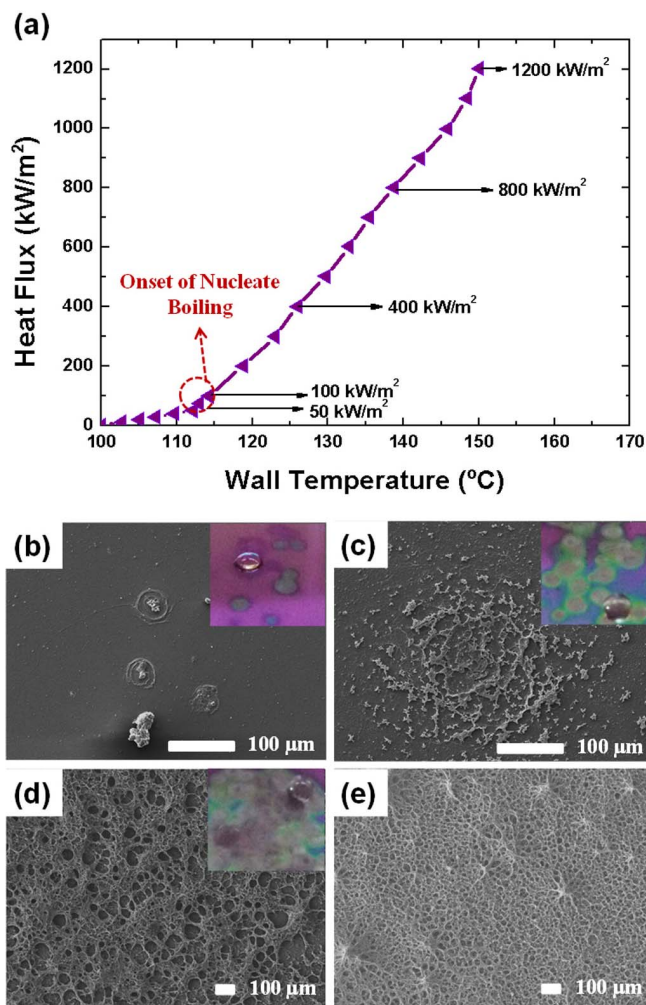 (a)
Heat Flux (kW/m²)
1200
1000
800
600
400
200
0
1200 kW/m²
800 kW/m²
Onset of Nucleate
Boiling
400 kW/m²
100 kW/m²
50 kW/m²
100 110 120 130 140 150 160 170
Wall Temperature (ºC)
(b)
100 µm
(c)
100 µm
(d)
100 µm
(e)
100 µm